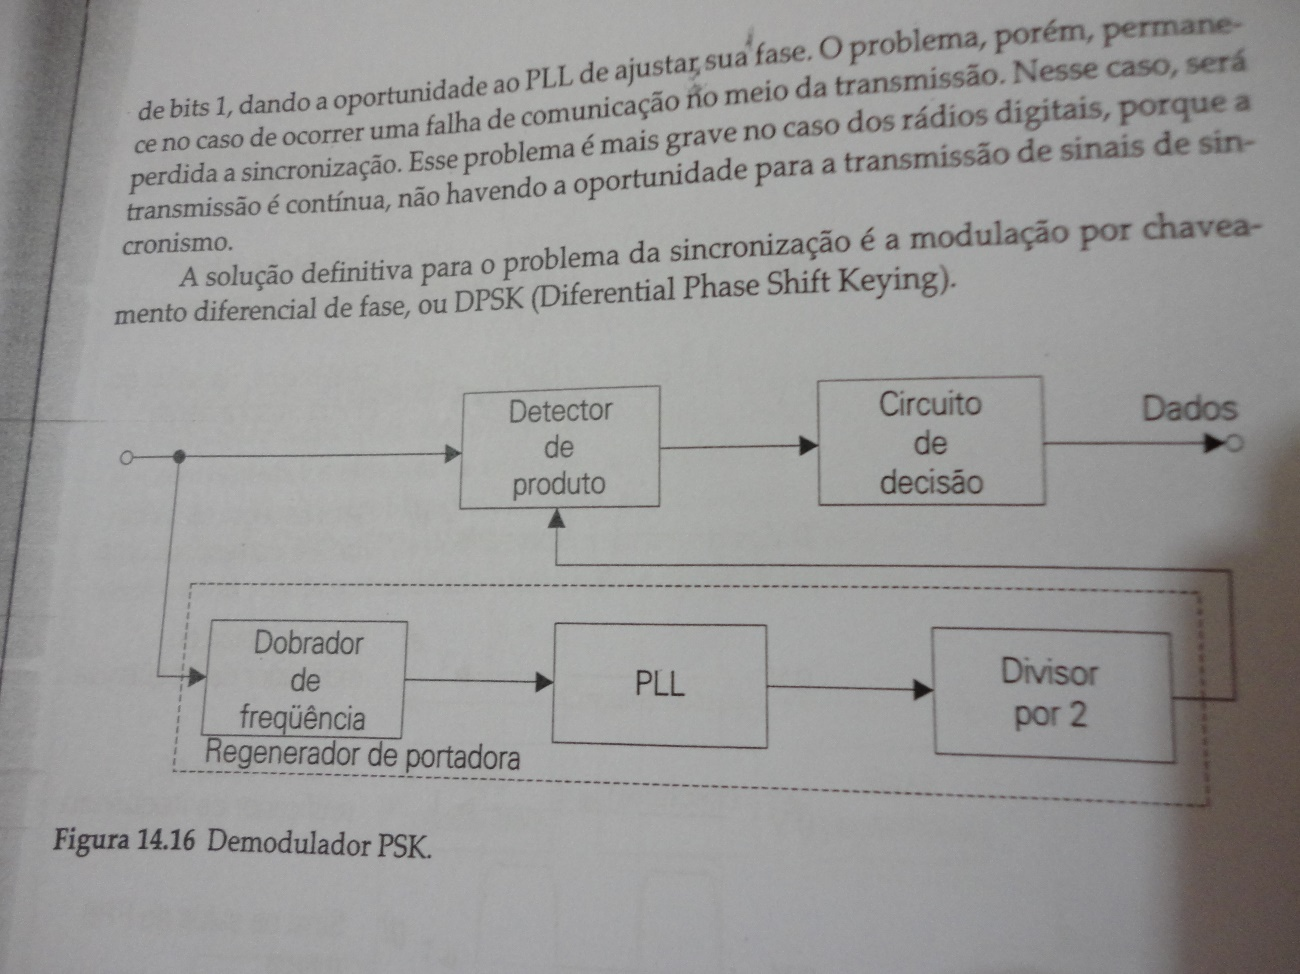 de bits 1, dando a oportunidade ao PLL de ajustar sua fase. O problema, porém, permane-
ce no caso de ocorrer uma falha de comunicação no meio da transmissão. Nesse caso, será
perdida a sincronização. Esse problema é mais grave no caso dos rádios digitais, porque a
transmissão é contínua, não havendo a oportunidade para a transmissão de sinais de sin-
cronismo.
A solução definitiva para o problema da sincronização é a modulação por chavea-
mento diferencial de fase, ou DPSK (Diferential Phase Shift Keying).
Detector
de
produto
Circuito
de
decisão
Dados
Dobrador
de
freqüência
PLL
Divisor
por 2
Regenerador de portadora
Figura 14.16 Demodulador PSK.